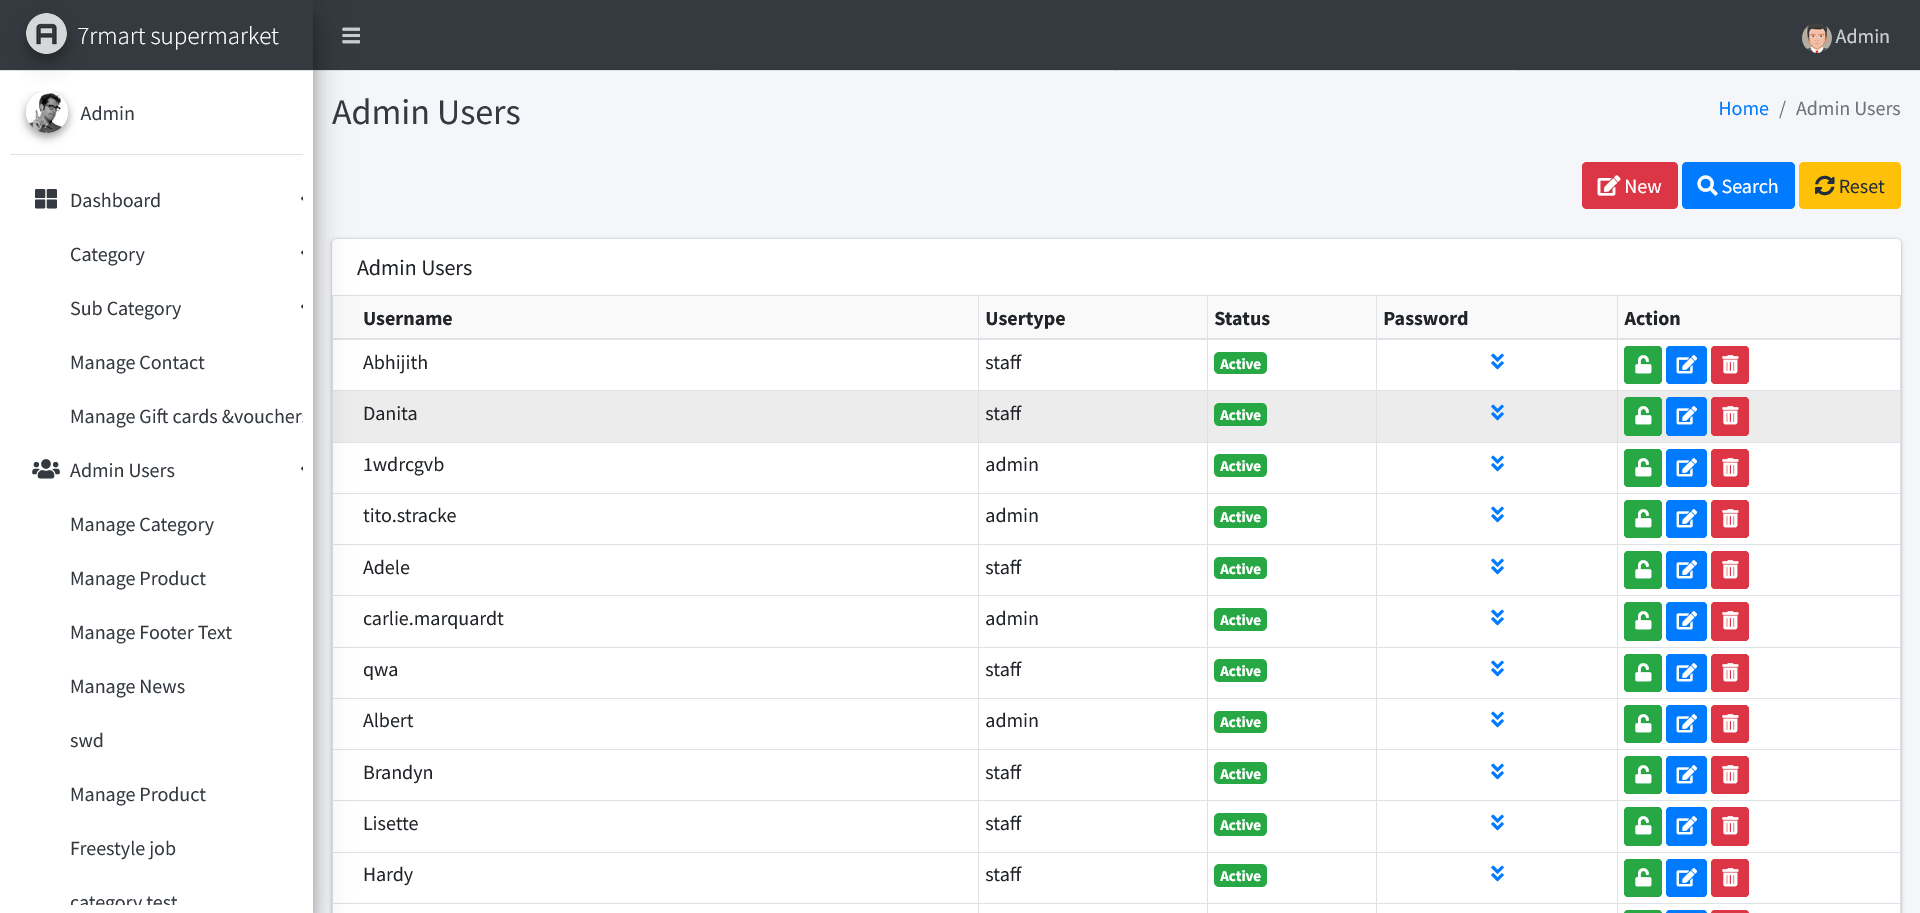 7rmart supermarket
Admin
Admin
Dashboard
Category
Sub Category
Manage Contact
Manage Gift cards &voucher
Admin Users
Manage Category
Manage Product
Manage Footer Text
Manage News
swd
Manage Product
Freestyle job
category test
Admin Users
Home / Admin Users
New Search Reset
Admin Users
Username Usertype Status Password Action
Abhijith staff Active
Danita staff Active
1wdrcgvb admin Active
tito.stracke admin Active
Adele staff Active
carlie.marquardt admin Active
qwa staff Active
Albert admin Active
Brandyn staff Active
Lisette staff Active
Hardy staff Active